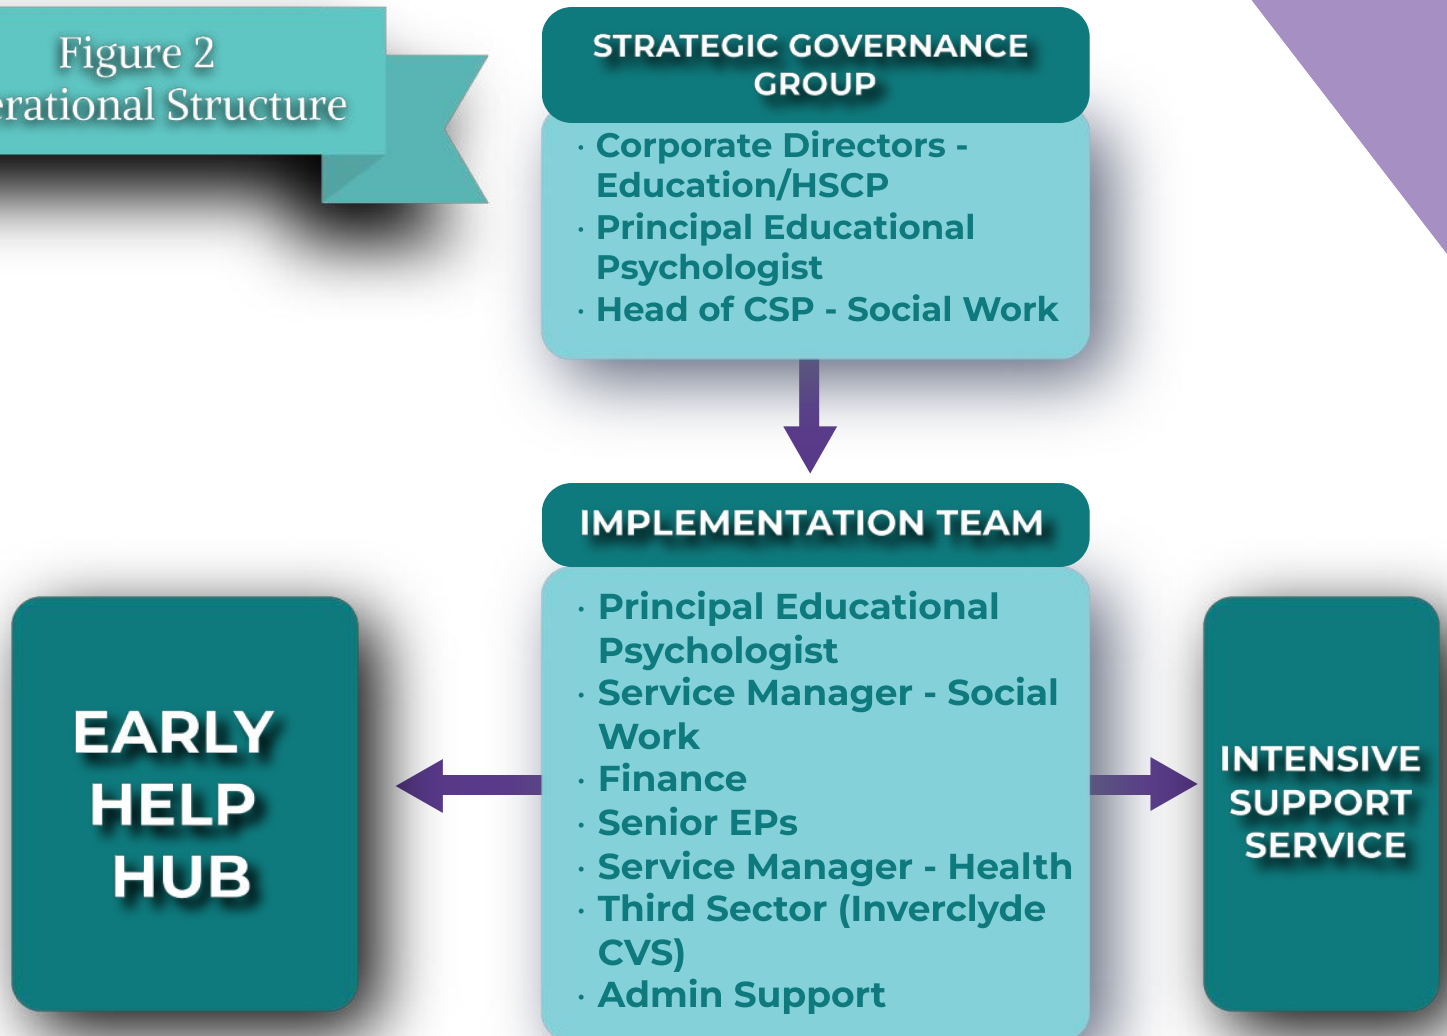 Figure 2
Structure
STRATEGIC GOVERNANCE
GROUP
· Corporate Directors -
Education/HSCP
· Principal Educational
Psychologist
· Head of CSP - Social Work
IMPLEMENTATION TEAM
· Principal Educational
Psychologist
· Service Manager - Social
Work
· Finance
· Senior EPs
· Service Manager - Health
· Third Sector (Inverclyde
CVS)
· Admin Support
EARLY
HELP
HUB
INTENSIVE
SUPPORT
SERVICE